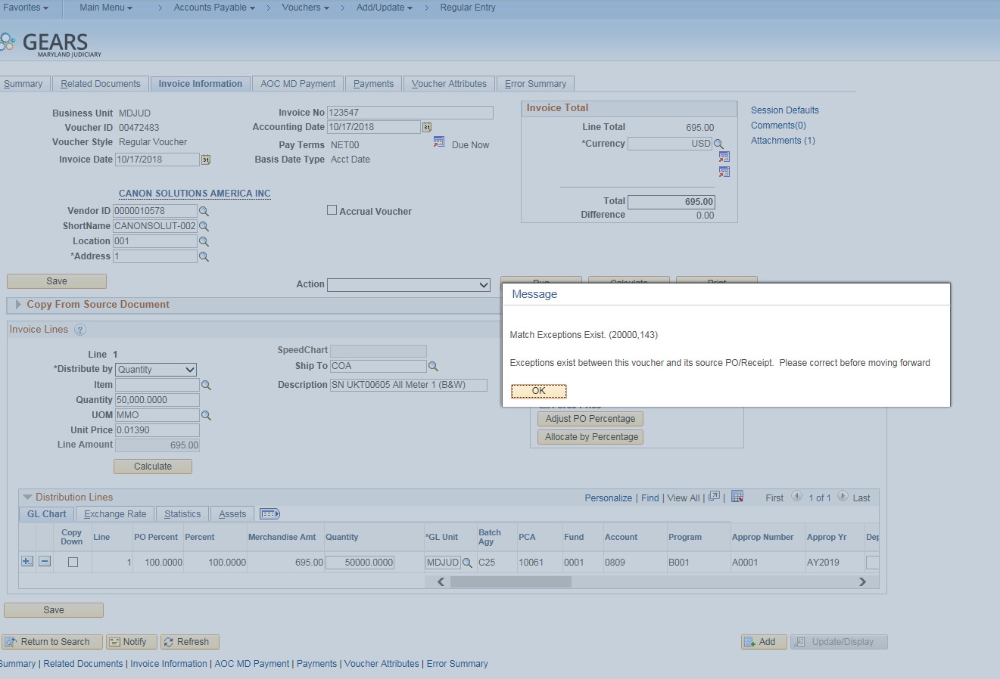 Favorites Main Menu > Accounts Payable > Vouchers > Add/Update > Regular Entry
GEARS
MARYLAND JUDICIARY
Summary Related Documents Invoice Information AOC MD Payment Payments Voucher Attributes Error Summary
Business Unit MDJUD
Voucher ID 00472483
Voucher Style Regular Voucher
Invoice Date 10/17/2018
Invoice No 123547
Accounting Date 10/17/2018
Pay Terms NET00 Due Now
Basis Date Type Acct Date
Invoice Total
Line Total 695.00
*Currency USD
Total 695.00
Difference 0.00
Session Defaults
Comments(0)
Attachments (1)
CANON SOLUTIONS AMERICA INC
Vendor ID 0000010578
ShortName CANONSOLUT-002
Location 001
*Address 1
Accrual Voucher
Save
Action
Copy From Source Document
Message
Match Exceptions Exist. (20000,143)
Exceptions exist between this voucher and its source PO/Receipt. Please correct before moving forward
OK
Invoice Lines ?
Line 1
*Distribute by Quantity
Item
Quantity 50,000.0000
UOM MMO
Unit Price 0.01390
Line Amount 695.00
Calculate
SpeedChart
Ship To COA
Description SN UKT00605 All Meter 1 (B&W)
Adjust PO Percentage
Allocate by Percentage
Distribution Lines Personalize | Find | View All | | First 1 of 1 Last
GL Chart Exchange Rate Statistics Assets
Copy Down Line PO Percent Percent Merchandise Amt Quantity *GL Unit Batch Agy PCA Fund Account Program Approp Number Approp Yr
1 100.0000 100.0000 695.00 50000.0000 MDJUD C25 10061 0001 0809 B001 A0001 AY2019
Save
Return to Search Notify Refresh Add Update/Display
Summary | Related Documents | Invoice Information | AOC MD Payment | Payments | Voucher Attributes | Error Summary